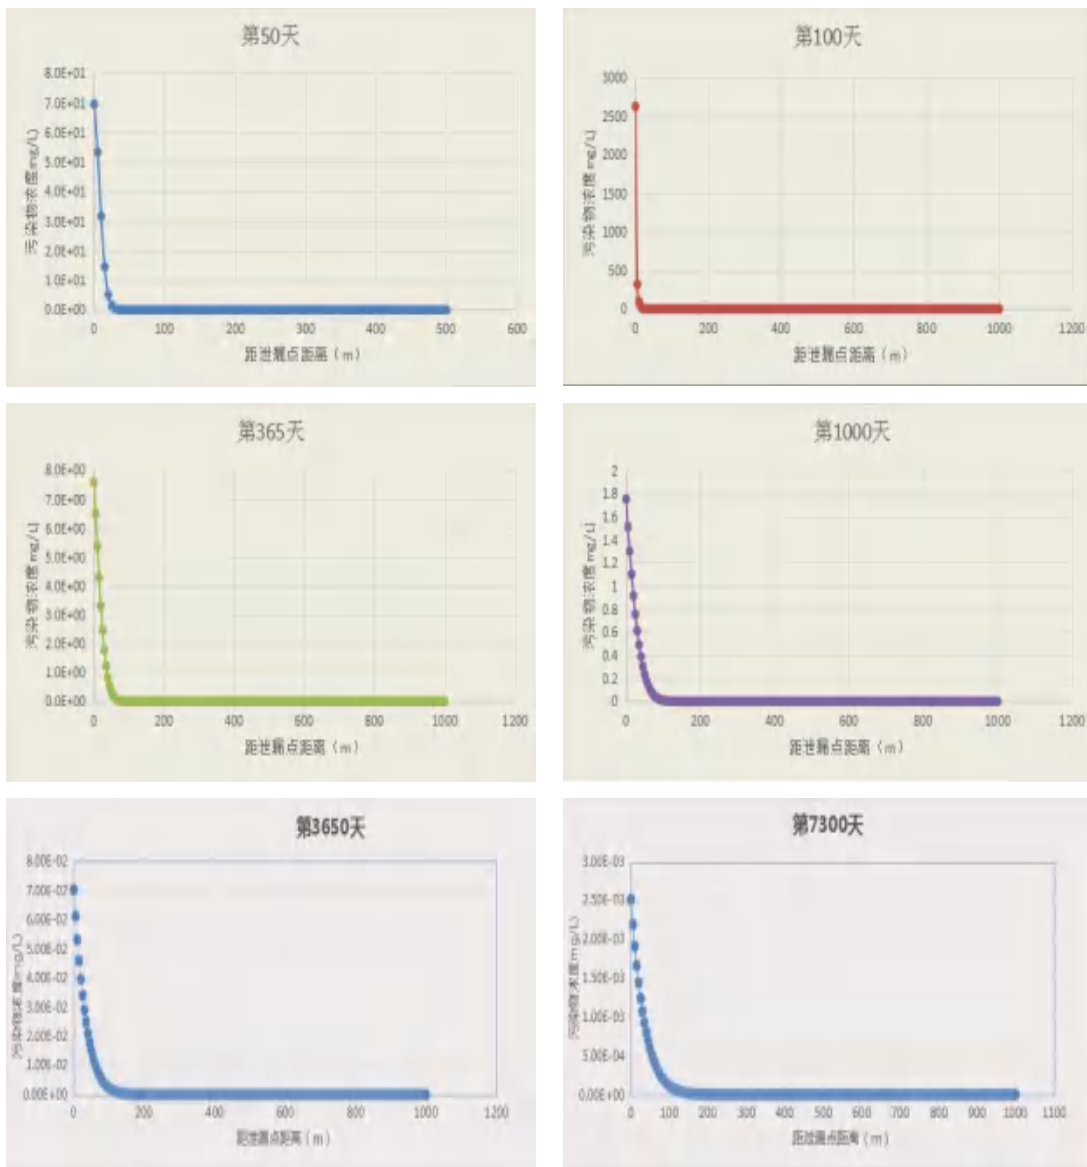 第50天
8.0E+01
7.0E+01
6.0E+01
5.0E+01
4.0E+01
3.0E+01
2.0E+01
1.0E+01
0.0E+00
污染物浓度mg/L)
0 100 200 300 400 500 600
距泄漏点距离（m）
第100天
3000
2500
2000
1500
1000
500
0
污染物浓度mg/L)
0 200 400 600 800 1000 1200
距泄漏点距离（m）
第365天
8.0E+00
7.0E+00
6.0E+00
5.0E+00
4.0E+00
3.0E+00
2.0E+00
1.0E+00
0.0E+00
污染物浓度mg/L)
0 200 400 600 800 1000 1200
距泄漏点距离（m）
第1000天
2
1.8
1.6
1.4
1.2
1
0.8
0.6
0.4
0.2
0
污染物浓度mg/L)
0 200 400 600 800 1000 1200
距泄漏点距离（m）
第3650天
8.00E-02
7.00E-02
6.00E-02
5.00E-02
4.00E-02
3.00E-02
2.00E-02
1.00E-02
0.00E+00
污染物浓度mg/L)
0 200 400 600 800 1000 1200
距泄漏点距离（m）
第7300天
3.00E-03
2.50E-03
2.00E-03
1.50E-03
1.00E-03
5.00E-04
0.00E+00
污染物浓度mg/L)
0 100 200 300 400 500 600 700 800 900 1000 1100
距泄漏点距离（m）